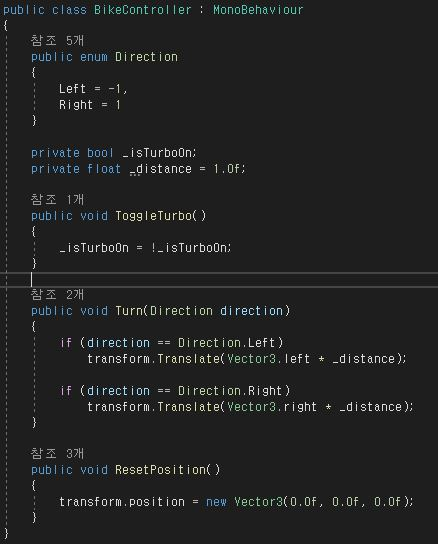 public class BikeController : MonoBehaviour
{
참조 5개
public enum Direction
{
Left = -1,
Right = 1
}
private bool _isTurboOn;
private float _distance = 1.0f;
참조 1개
public void ToggleTurbo()
{
_isTurboOn = !_isTurboOn;
}
참조 2개
public void Turn(Direction direction)
{
if (direction == Direction.Left)
transform.Translate(Vector3.left * _distance);
if (direction == Direction.Right)
transform.Translate(Vector3.right * _distance);
}
참조 3개
public void ResetPosition()
{
transform.position = new Vector3(0.0f, 0.0f, 0.0f);
}
}